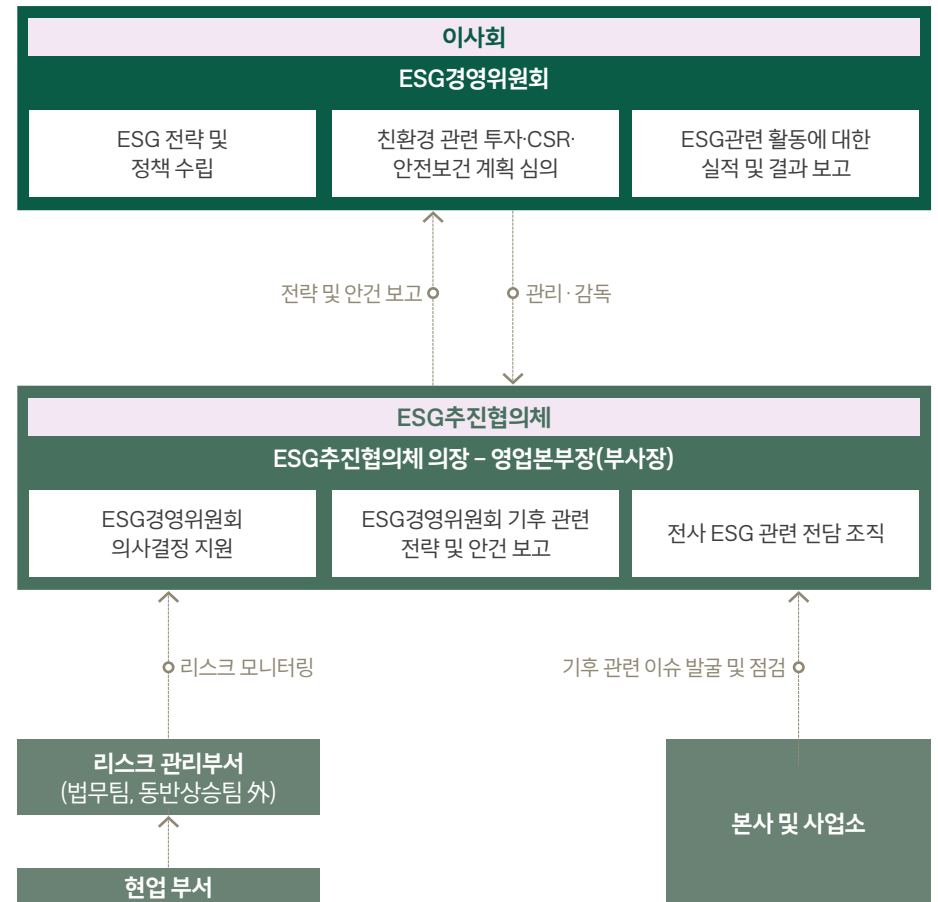 이사회
ESG경영위원회
ESG 전략 및
정책 수립
친환경 관련 투자·CSR·
안전보건 계획 심의
ESG관련 활동에 대한
실적 및 결과 보고
전략 및 안건 보고
관리·감독
ESG추진협의체
ESG추진협의체 의장 – 영업본부장(부사장)
ESG경영위원회
의사결정 지원
ESG경영위원회 기후 관련
전략 및 안건 보고
전사 ESG 관련 전담 조직
리스크 모니터링
기후 관련 이슈 발굴 및 점검
리스크 관리부서
(법무팀, 동반상승팀 外)
본사 및 사업소
현업 부서